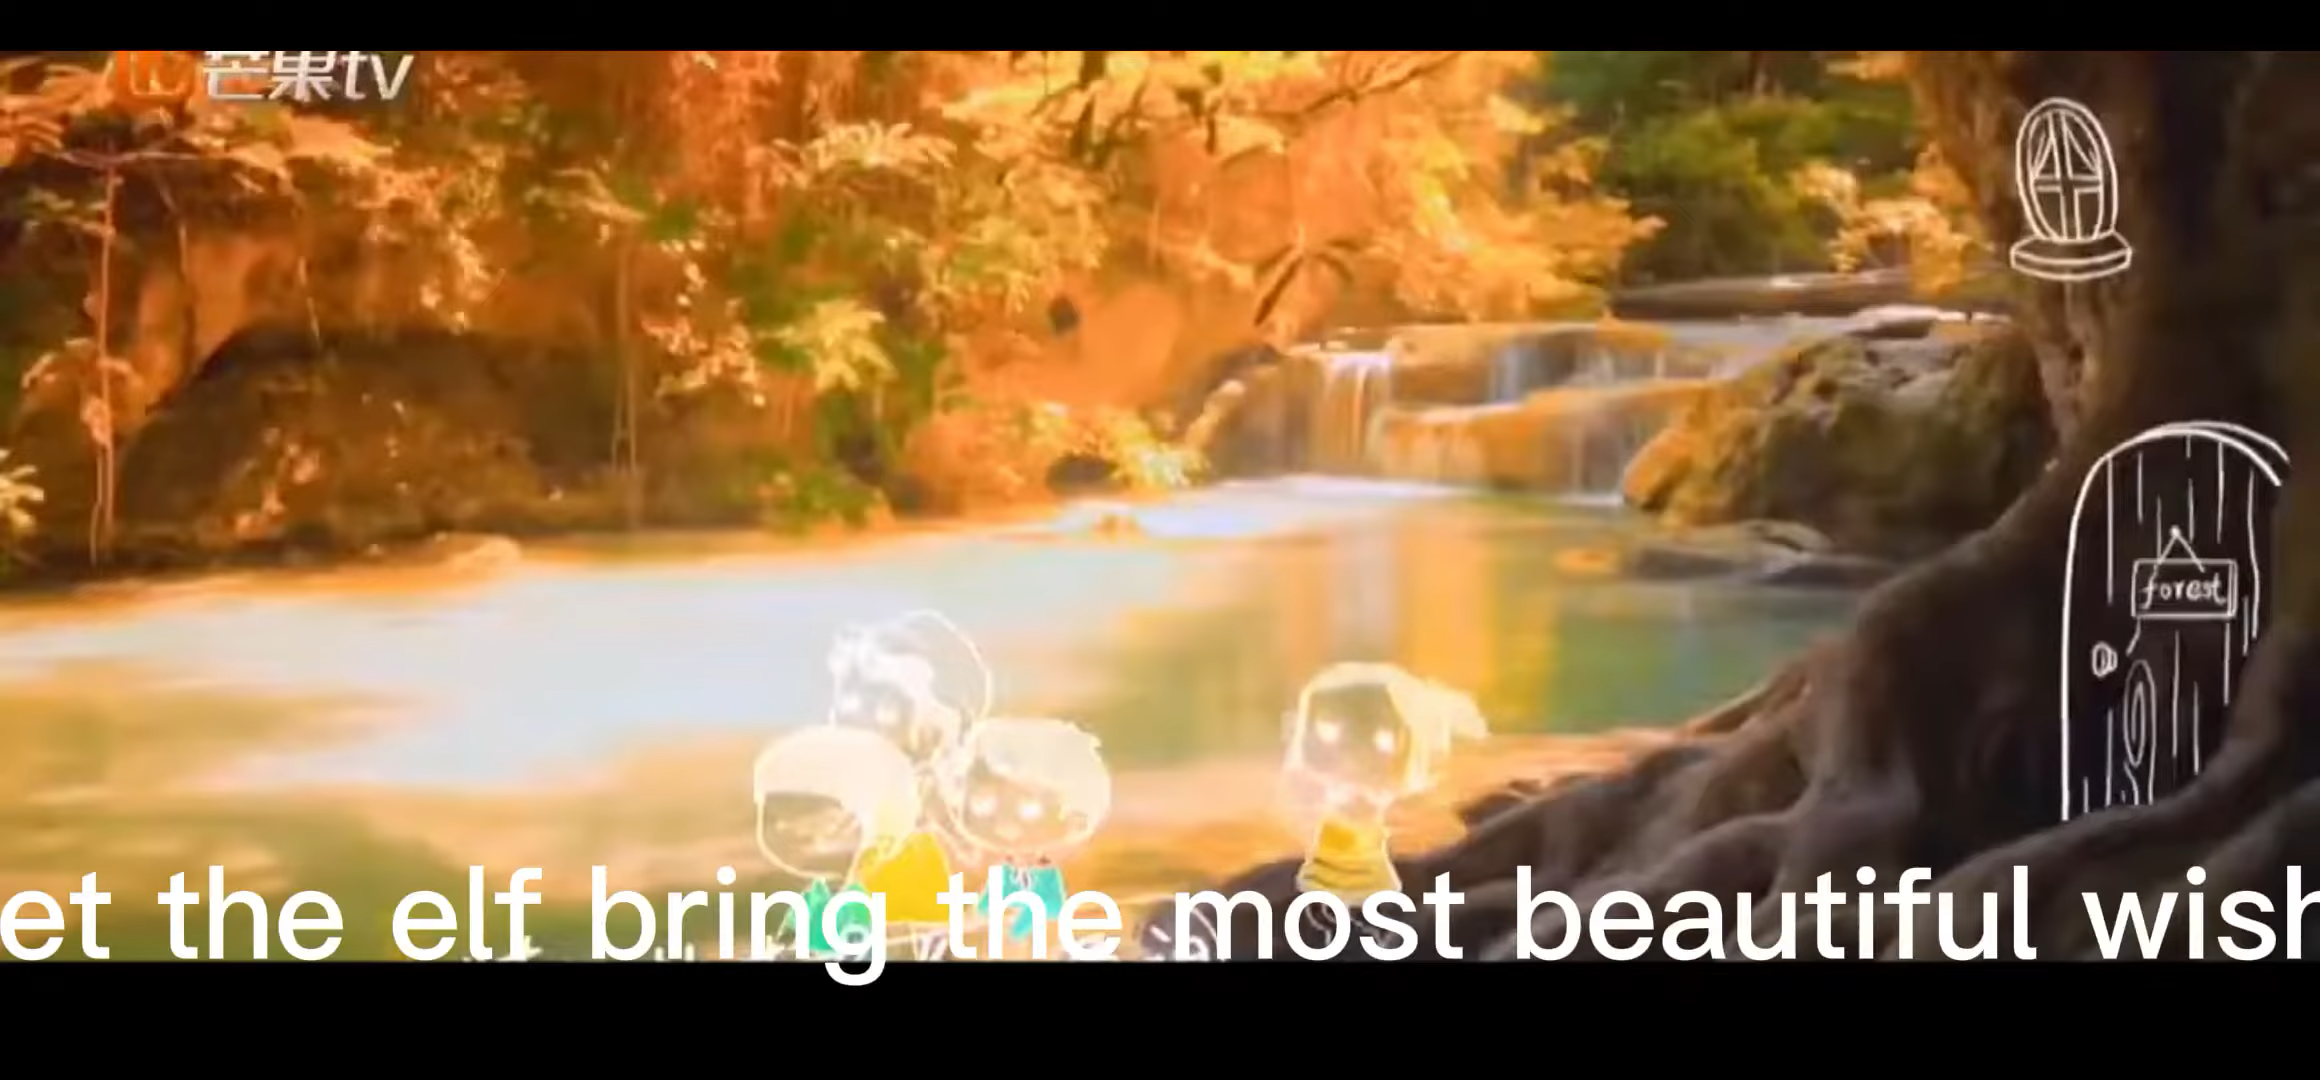 芒果tv
forest
et the elf bring the most beautiful wish